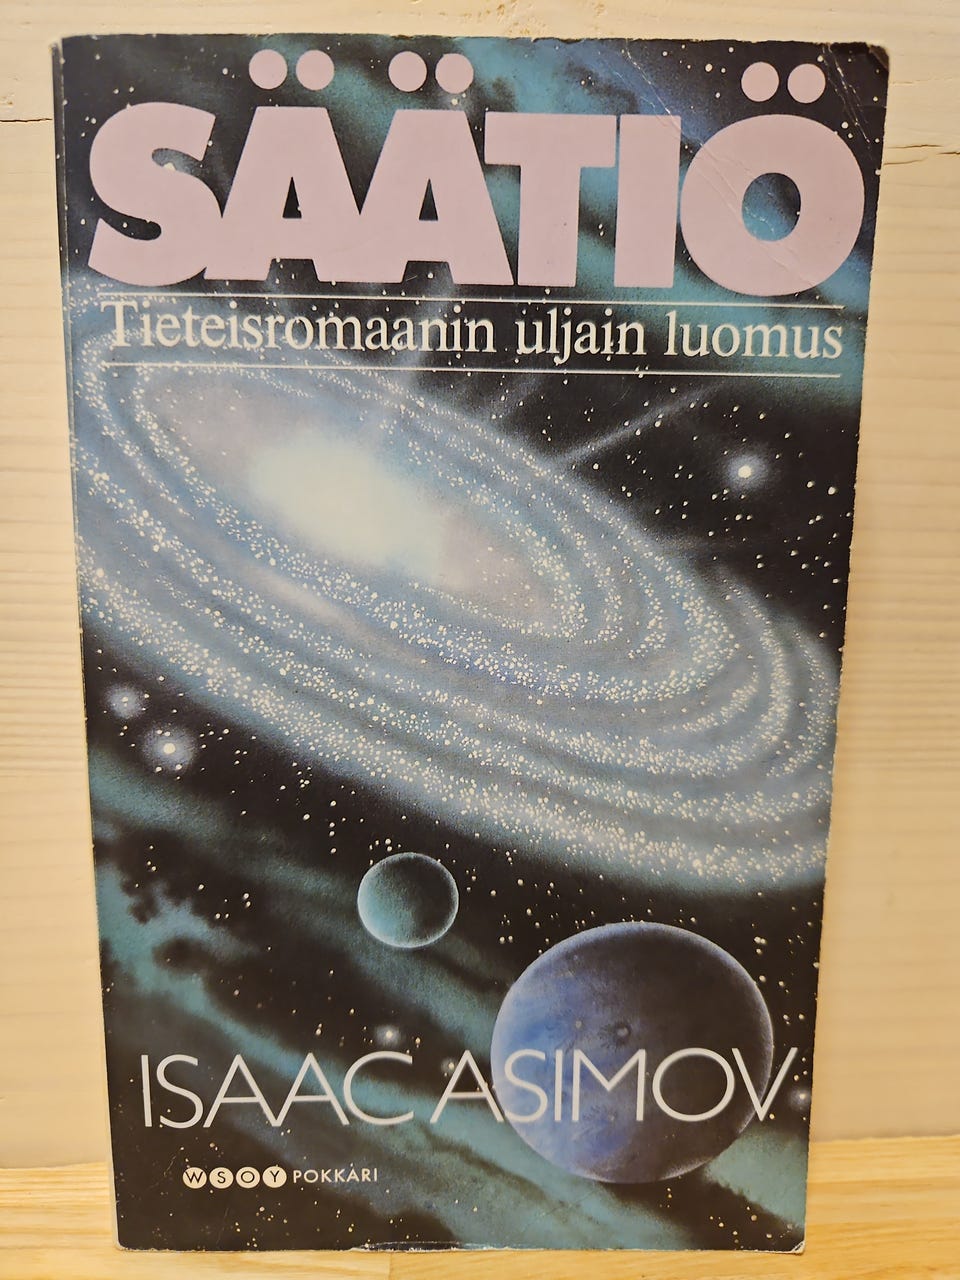 SÄÄTIÖ
Tieteisromaanin uljain luomus
ISAAC ASIMOV
WSOY POKKARI